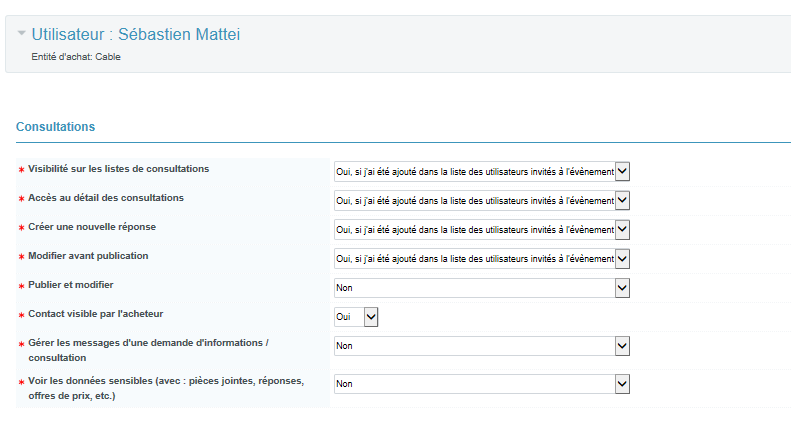 Utilisateur : Sébastien Mattei
Entité d'achat: Cable
Consultations
* Visibilité sur les listes de consultations
Oui, si j'ai été ajouté dans la liste des utilisateurs invités à l'évènement
* Accès au détail des consultations
Oui, si j'ai été ajouté dans la liste des utilisateurs invités à l'évènement
* Créer une nouvelle réponse
Oui, si j'ai été ajouté dans la liste des utilisateurs invités à l'évènement
* Modifier avant publication
Oui, si j'ai été ajouté dans la liste des utilisateurs invités à l'évènement
* Publier et modifier
Non
* Contact visible par l'acheteur
Oui
* Gérer les messages d'une demande d'informations /
consultation
Non
* Voir les données sensibles (avec : pièces jointes, réponses,
offres de prix, etc.)
Non